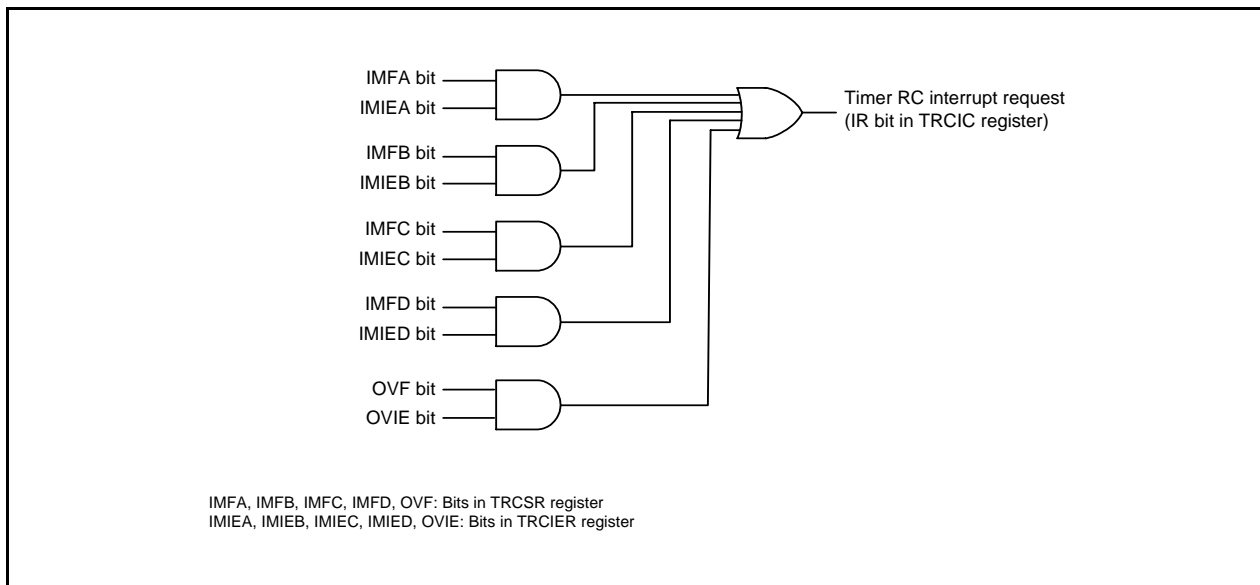 IMFA bit
IMIEA bit
Timer RC interrupt request
(IR bit in TRCIC register)
IMFB bit
IMIEB bit
IMFC bit
IMIEC bit
IMFD bit
IMIED bit
OVF bit
OVIE bit
IMFA, IMFB, IMFC, IMFD, OVF: Bits in TRCSR register
IMIEA, IMIEB, IMIEC, IMIED, OVIE: Bits in TRCIER register